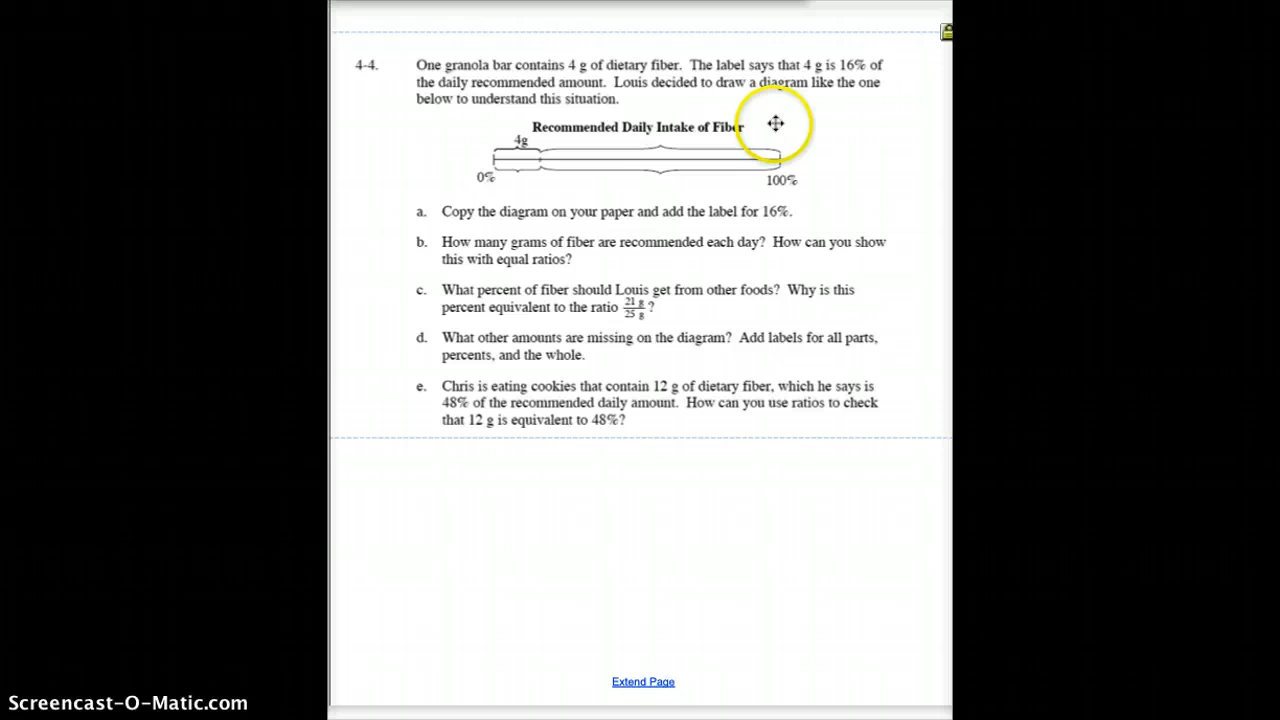 4-4. One granola bar contains 4 g of dietary fiber. The label says that 4 g is 16% of
the daily recommended amount. Louis decided to draw a diagram like the one
below to understand this situation.
Recommended Daily Intake of Fiber
4g
0%
100%
a. Copy the diagram on your paper and add the label for 16%.
b. How many grams of fiber are recommended each day? How can you show
this with equal ratios?
c. What percent of fiber should Louis get from other foods? Why is this
percent equivalent to the ratio 21 g / 25 g ?
d. What other amounts are missing on the diagram? Add labels for all parts,
percents, and the whole.
e. Chris is eating cookies that contain 12 g of dietary fiber, which he says is
48% of the recommended daily amount. How can you use ratios to check
that 12 g is equivalent to 48%?
Extend Page
Screencast-O-Matic.com